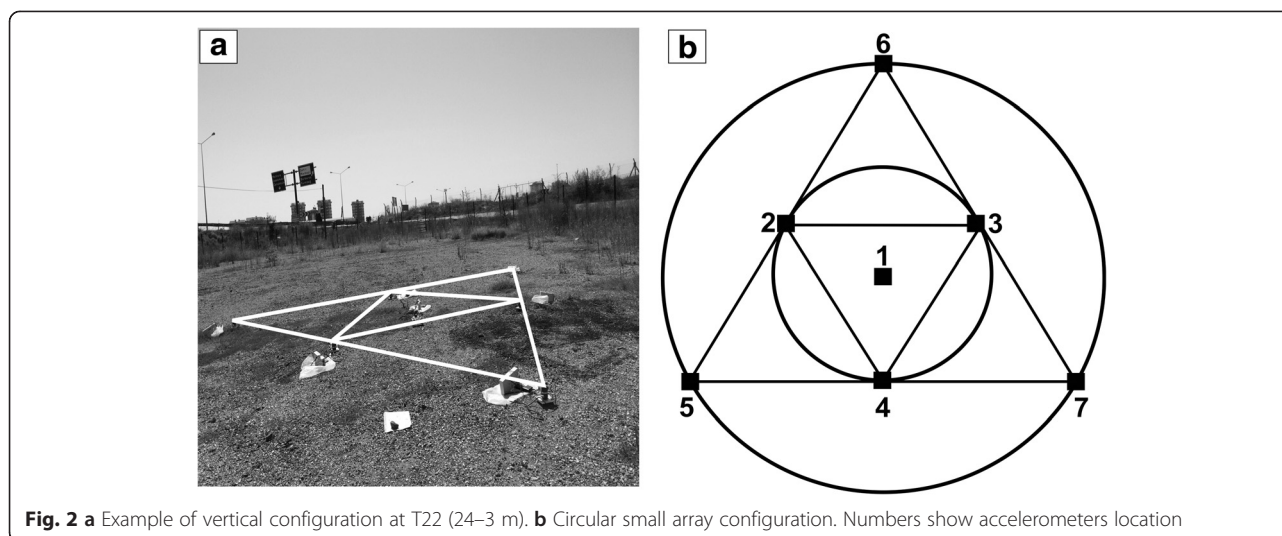 a
b
6
2
3
1
5
4
7
Fig. 2 a Example of vertical configuration at T22 (24–3 m). b Circular small array configuration. Numbers show accelerometers location